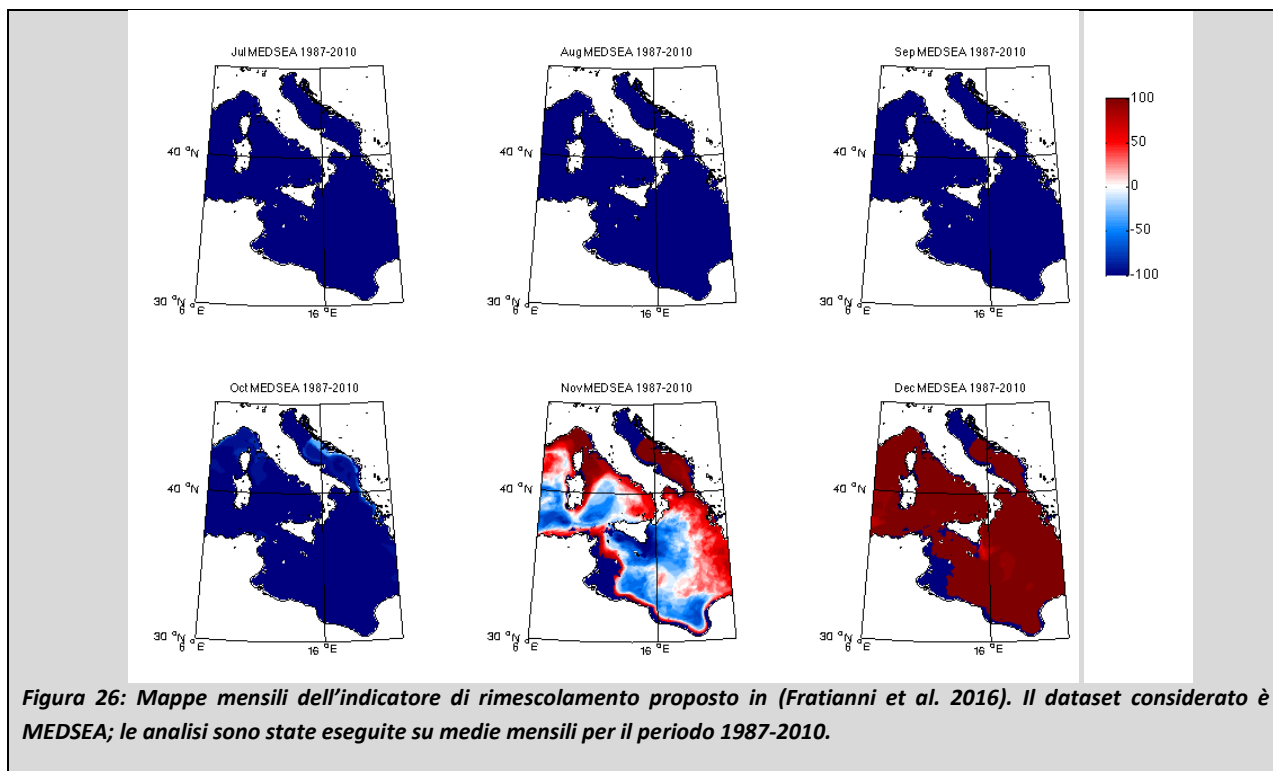 Jul MEDSEA 1987-2010
Aug MEDSEA 1987-2010
Sep MEDSEA 1987-2010
40 °N
30 °N
6 °E
16 °E
40 °N
30 °N
6 °E
16 °E
40 °N
30 °N
6 °E
16 °E
100
50
0
-50
-100
Oct MEDSEA 1987-2010
Nov MEDSEA 1987-2010
Dec MEDSEA 1987-2010
40 °N
30 °N
6 °E
16 °E
40 °N
30 °N
6 °E
16 °E
40 °N
30 °N
6 °E
16 °E
Figura 26: Mappe mensili dell'indicatore di rimescolamento proposto in (Fratianni et al. 2016). Il dataset considerato è
MEDSEA; le analisi sono state eseguite su medie mensili per il periodo 1987-2010.